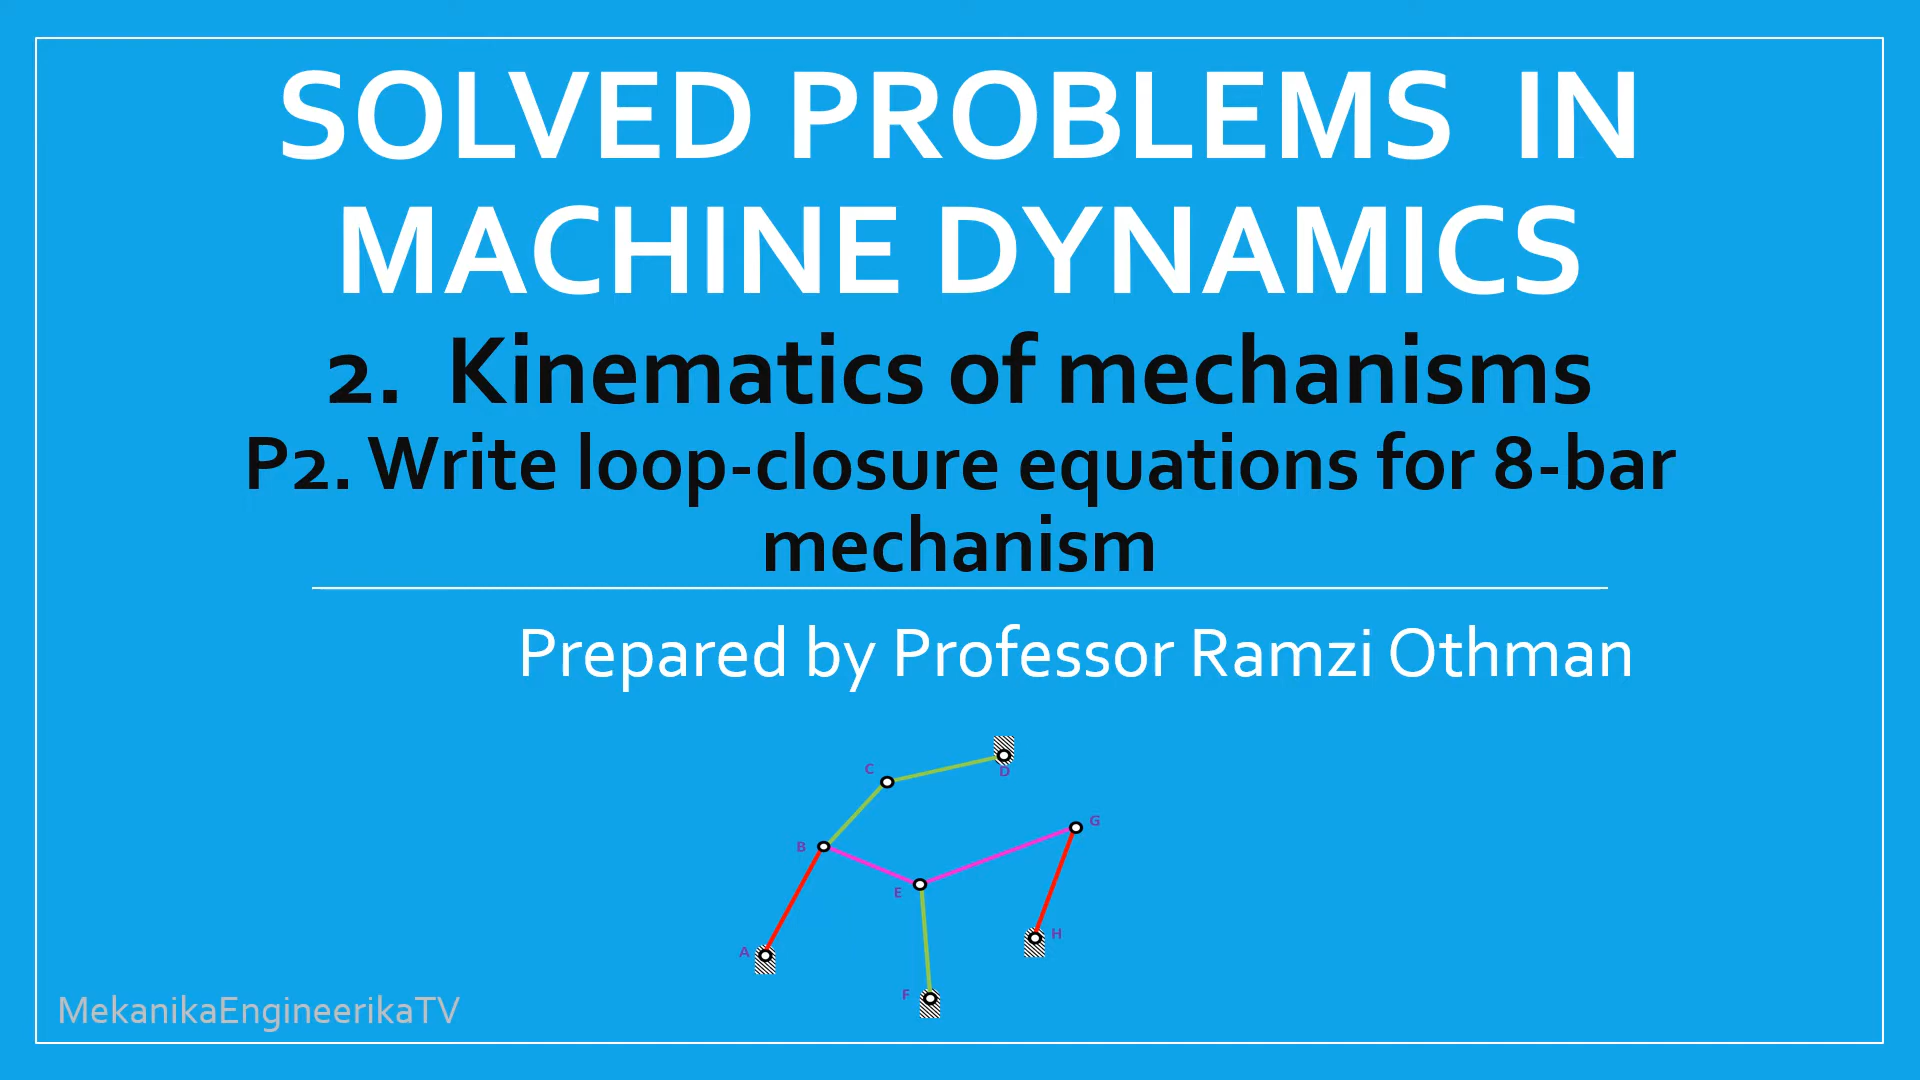 SOLVED PROBLEMS IN
MACHINE DYNAMICS
2. Kinematics of mechanisms
P2. Write loop-closure equations for 8-bar
mechanism
Prepared by Professor Ramzi Othman
C
D
G
B
E
H
A
F
MekanikaEngineerikaTV